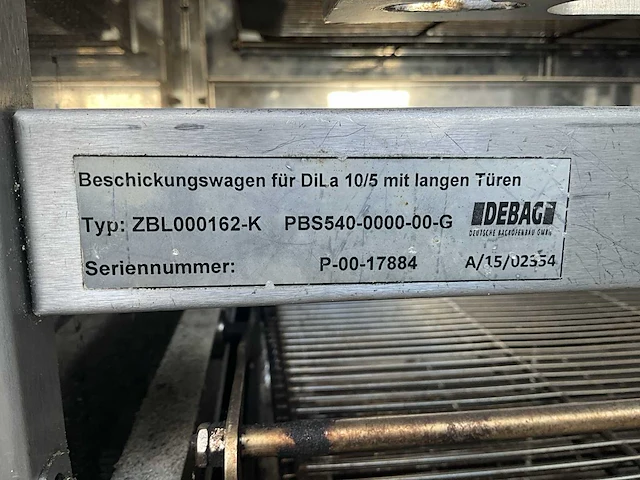 Beschickungswagen für DiLa 10/5 mit langen Türen
Typ: ZBL000162-K PBS540-0000-00-G DEBAG
DEUTSCHE BACKOFENBAU GMBH
Seriennummer: P-00-17884 A/15/02354